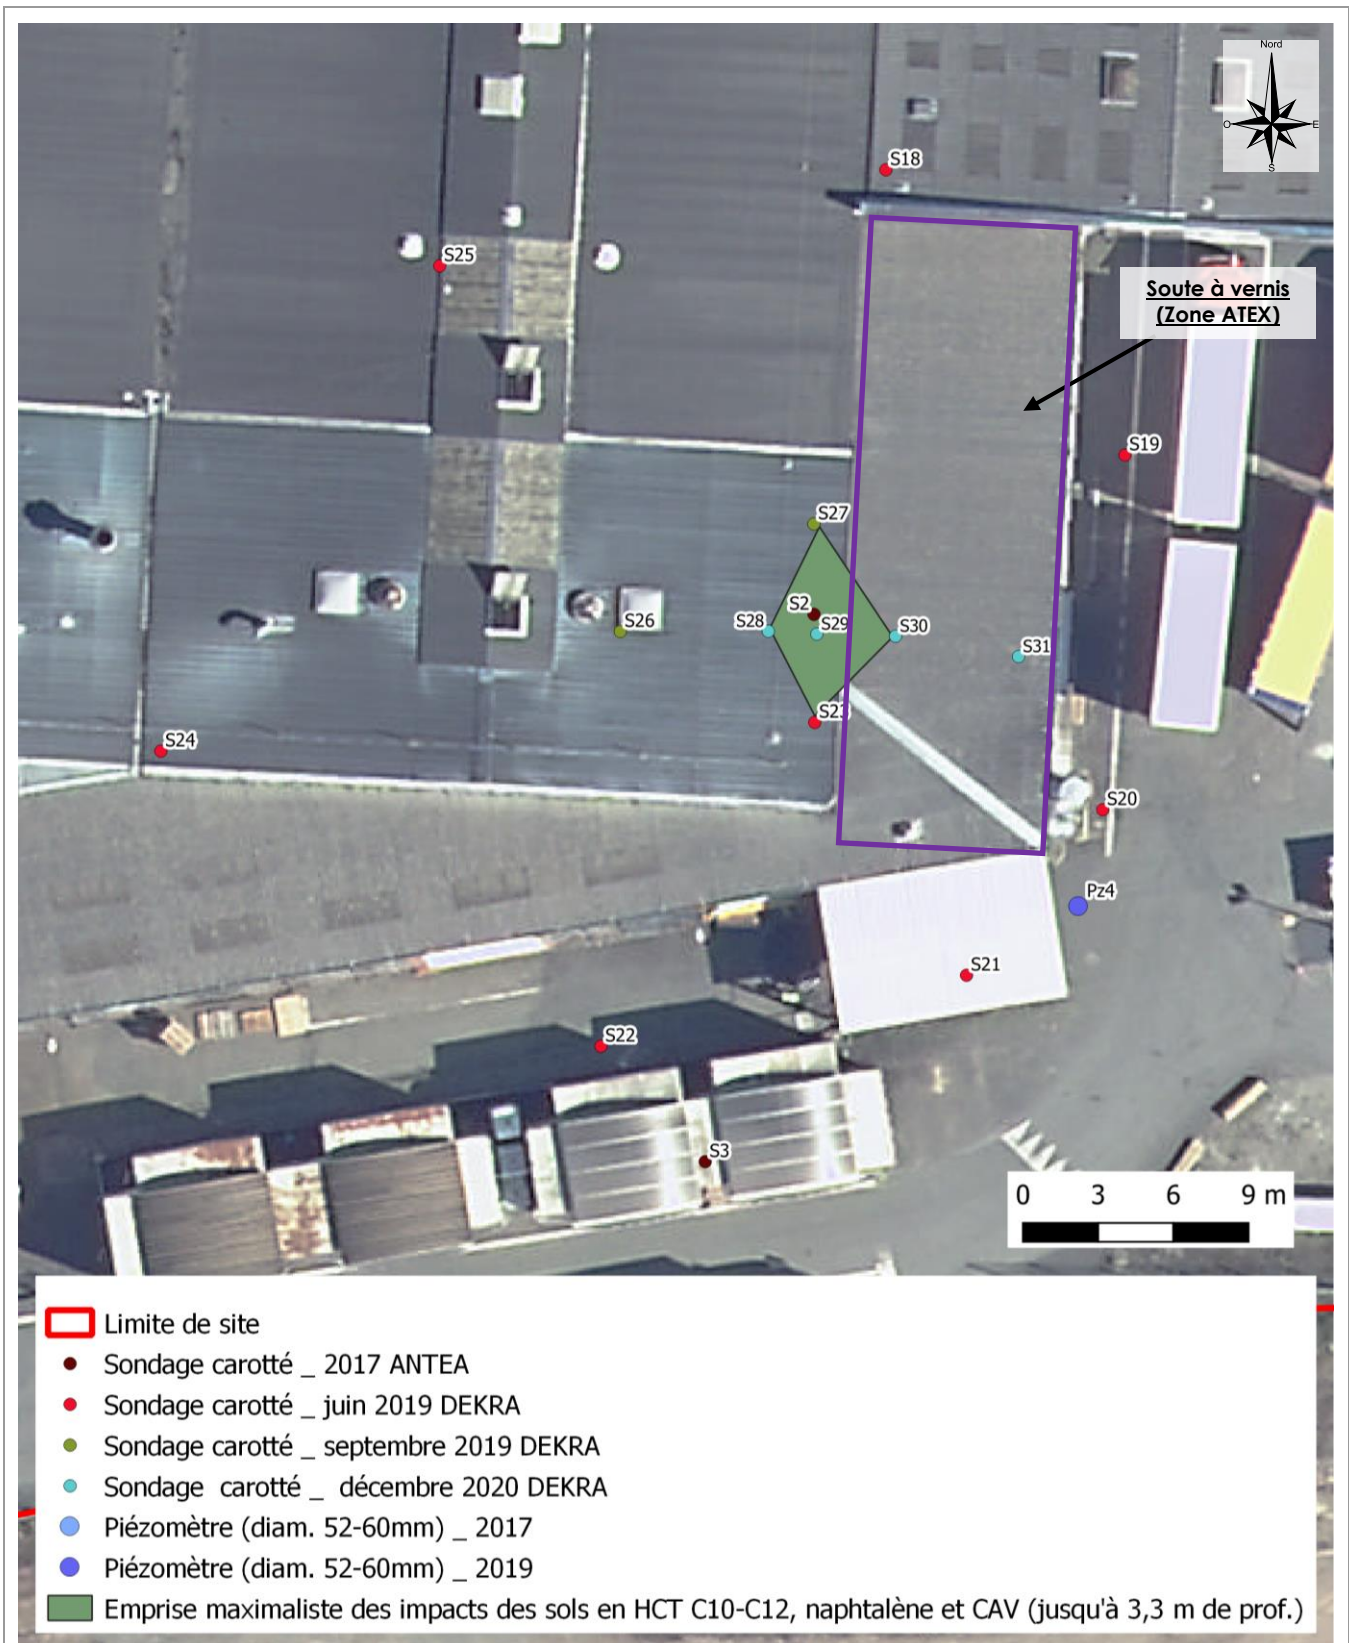 Nord
O
E
S
S18
S25
Soute à vernis
(Zone ATEX)
S19
S27
S2
S28
S29
S30
S26
S31
S23
S24
S20
Pz4
S21
S22
S3
0 3 6 9 m
Limite de site
Sondage carotté _ 2017 ANTEA
Sondage carotté _ juin 2019 DEKRA
Sondage carotté _ septembre 2019 DEKRA
Sondage carotté _ décembre 2020 DEKRA
Piézomètre (diam. 52-60mm) _ 2017
Piézomètre (diam. 52-60mm) _ 2019
Emprise maximaliste des impacts des sols en HCT C10-C12, naphtalène et CAV (jusqu'à 3,3 m de prof.)